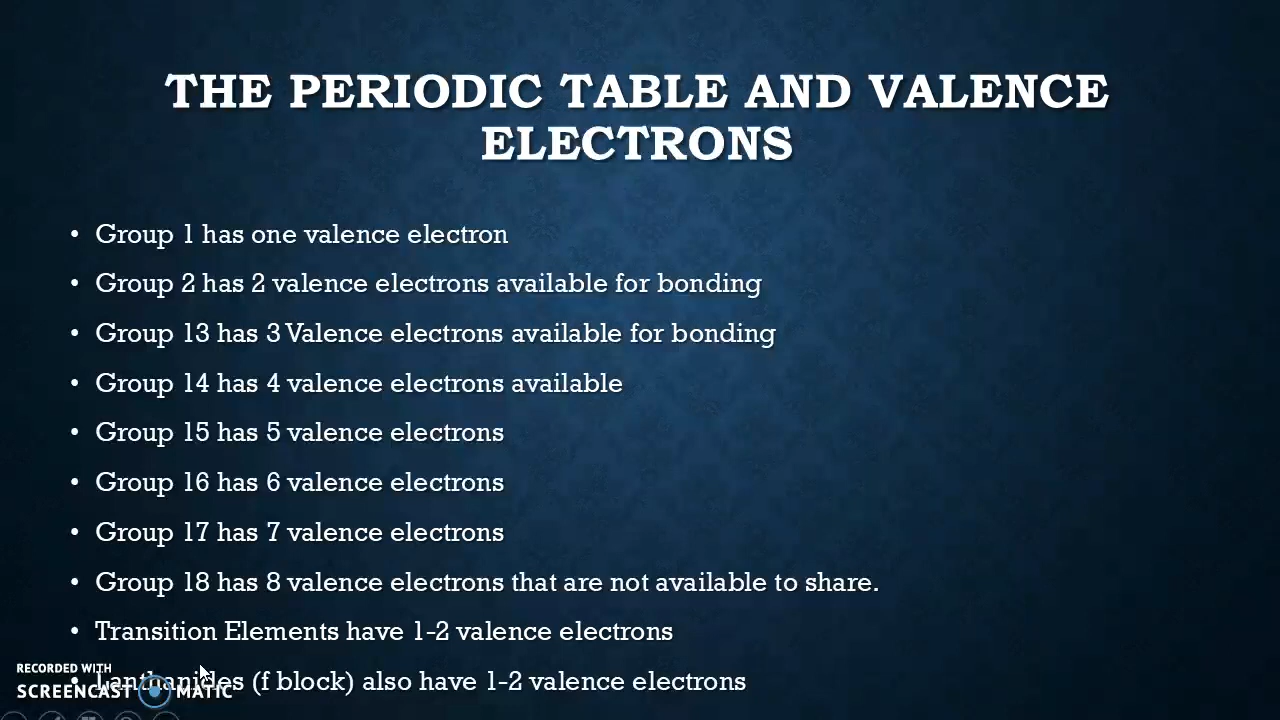 THE PERIODIC TABLE AND VALENCE
ELECTRONS
• Group 1 has one valence electron
• Group 2 has 2 valence electrons available for bonding
• Group 13 has 3 Valence electrons available for bonding
• Group 14 has 4 valence electrons available
• Group 15 has 5 valence electrons
• Group 16 has 6 valence electrons
• Group 17 has 7 valence electrons
• Group 18 has 8 valence electrons that are not available to share.
• Transition Elements have 1-2 valence electrons
• Lanthanides (f block) also have 1-2 valence electrons
RECORDED WITH
SCREENCAST MATIC